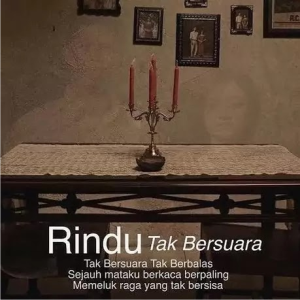 Rindu Tak Bersuara
Tak Bersuara Tak Berbalas
Sejauh mataku berkaca berpaling
Memeluk raga yang tak bersisa